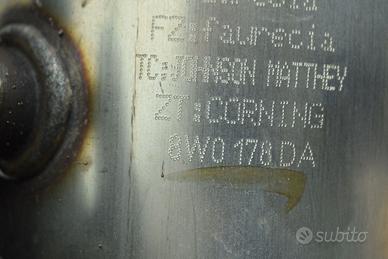 FZ:faurecia
TC:JOHNSON MATTHEY
ZT:CORNING
8W0178DA
subito